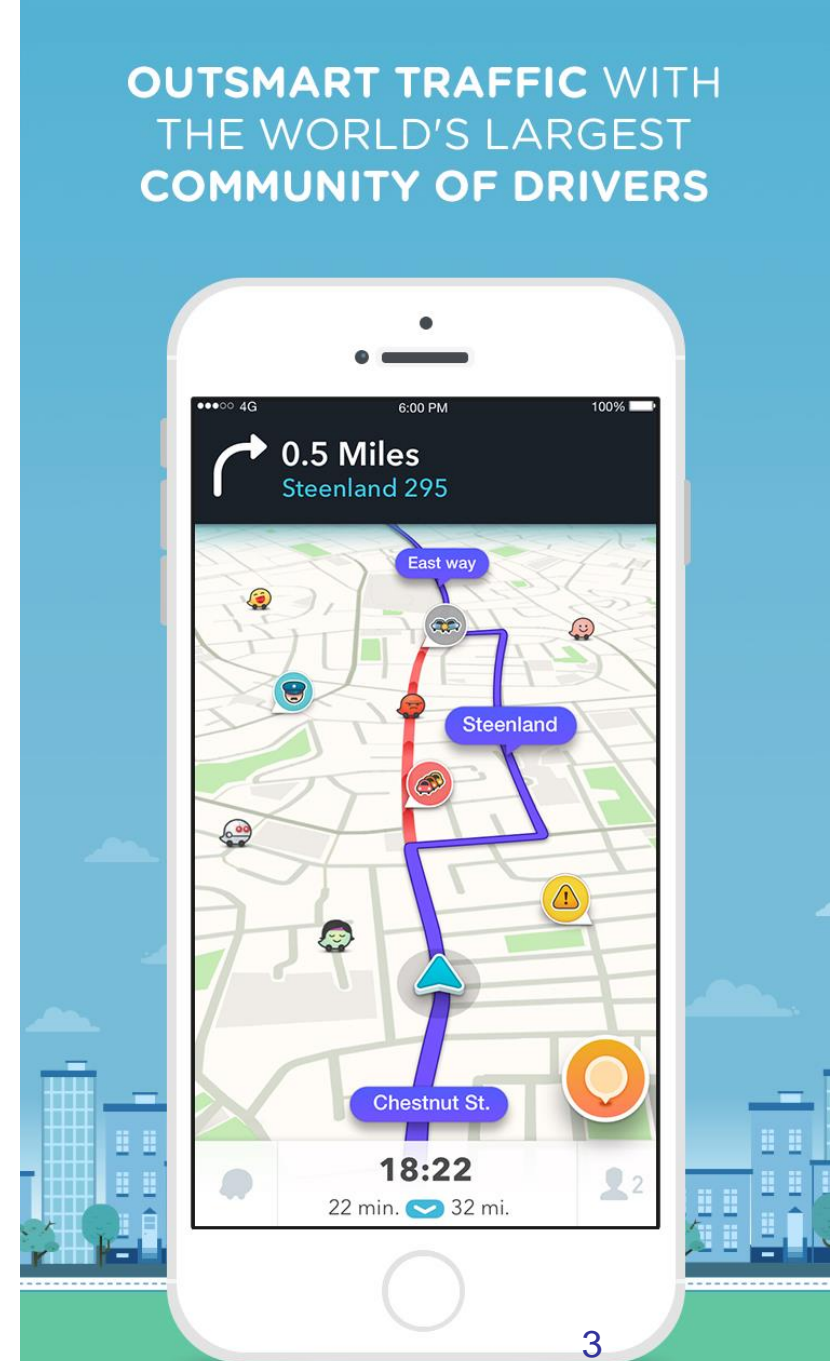 OUTSMART TRAFFIC WITH
THE WORLD'S LARGEST
COMMUNITY OF DRIVERS
4G 6:00 PM 100%
0.5 Miles
Steenland 295
East way
Steenland
Chestnut St.
18:22
2
22 min. 32 mi.
3